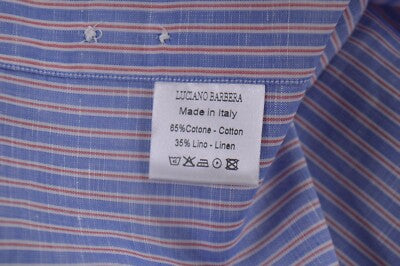 LUCIANO BARBERA
Made in Italy
65%Cotone - Cotton
35% Lino - Linen